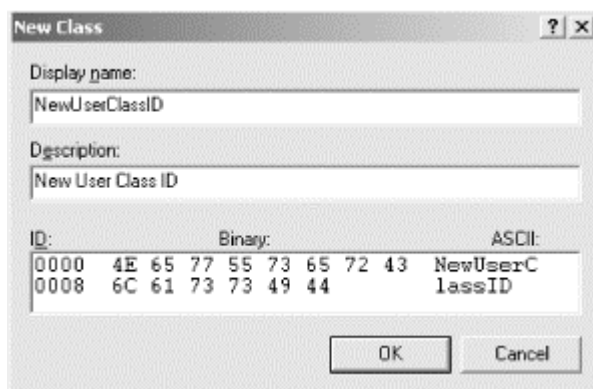 New Class ? ×
Display name:
NewUserClassID
Description:
New User Class ID
ID: Binary: ASCII:
0000 4E 65 77 55 73 65 72 43 NewUserC
0008 6C 61 73 73 49 44 lassID
OK Cancel